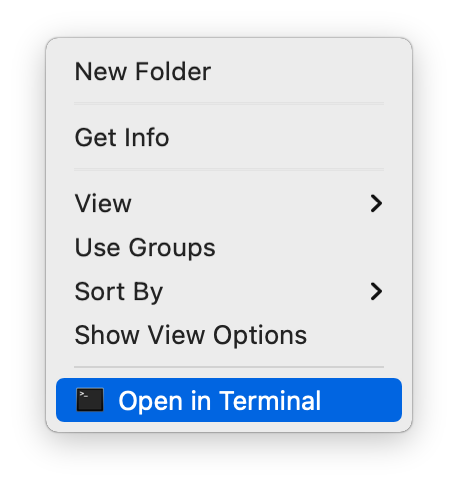 New Folder
Get Info
View
Use Groups
Sort By
Show View Options
Open in Terminal